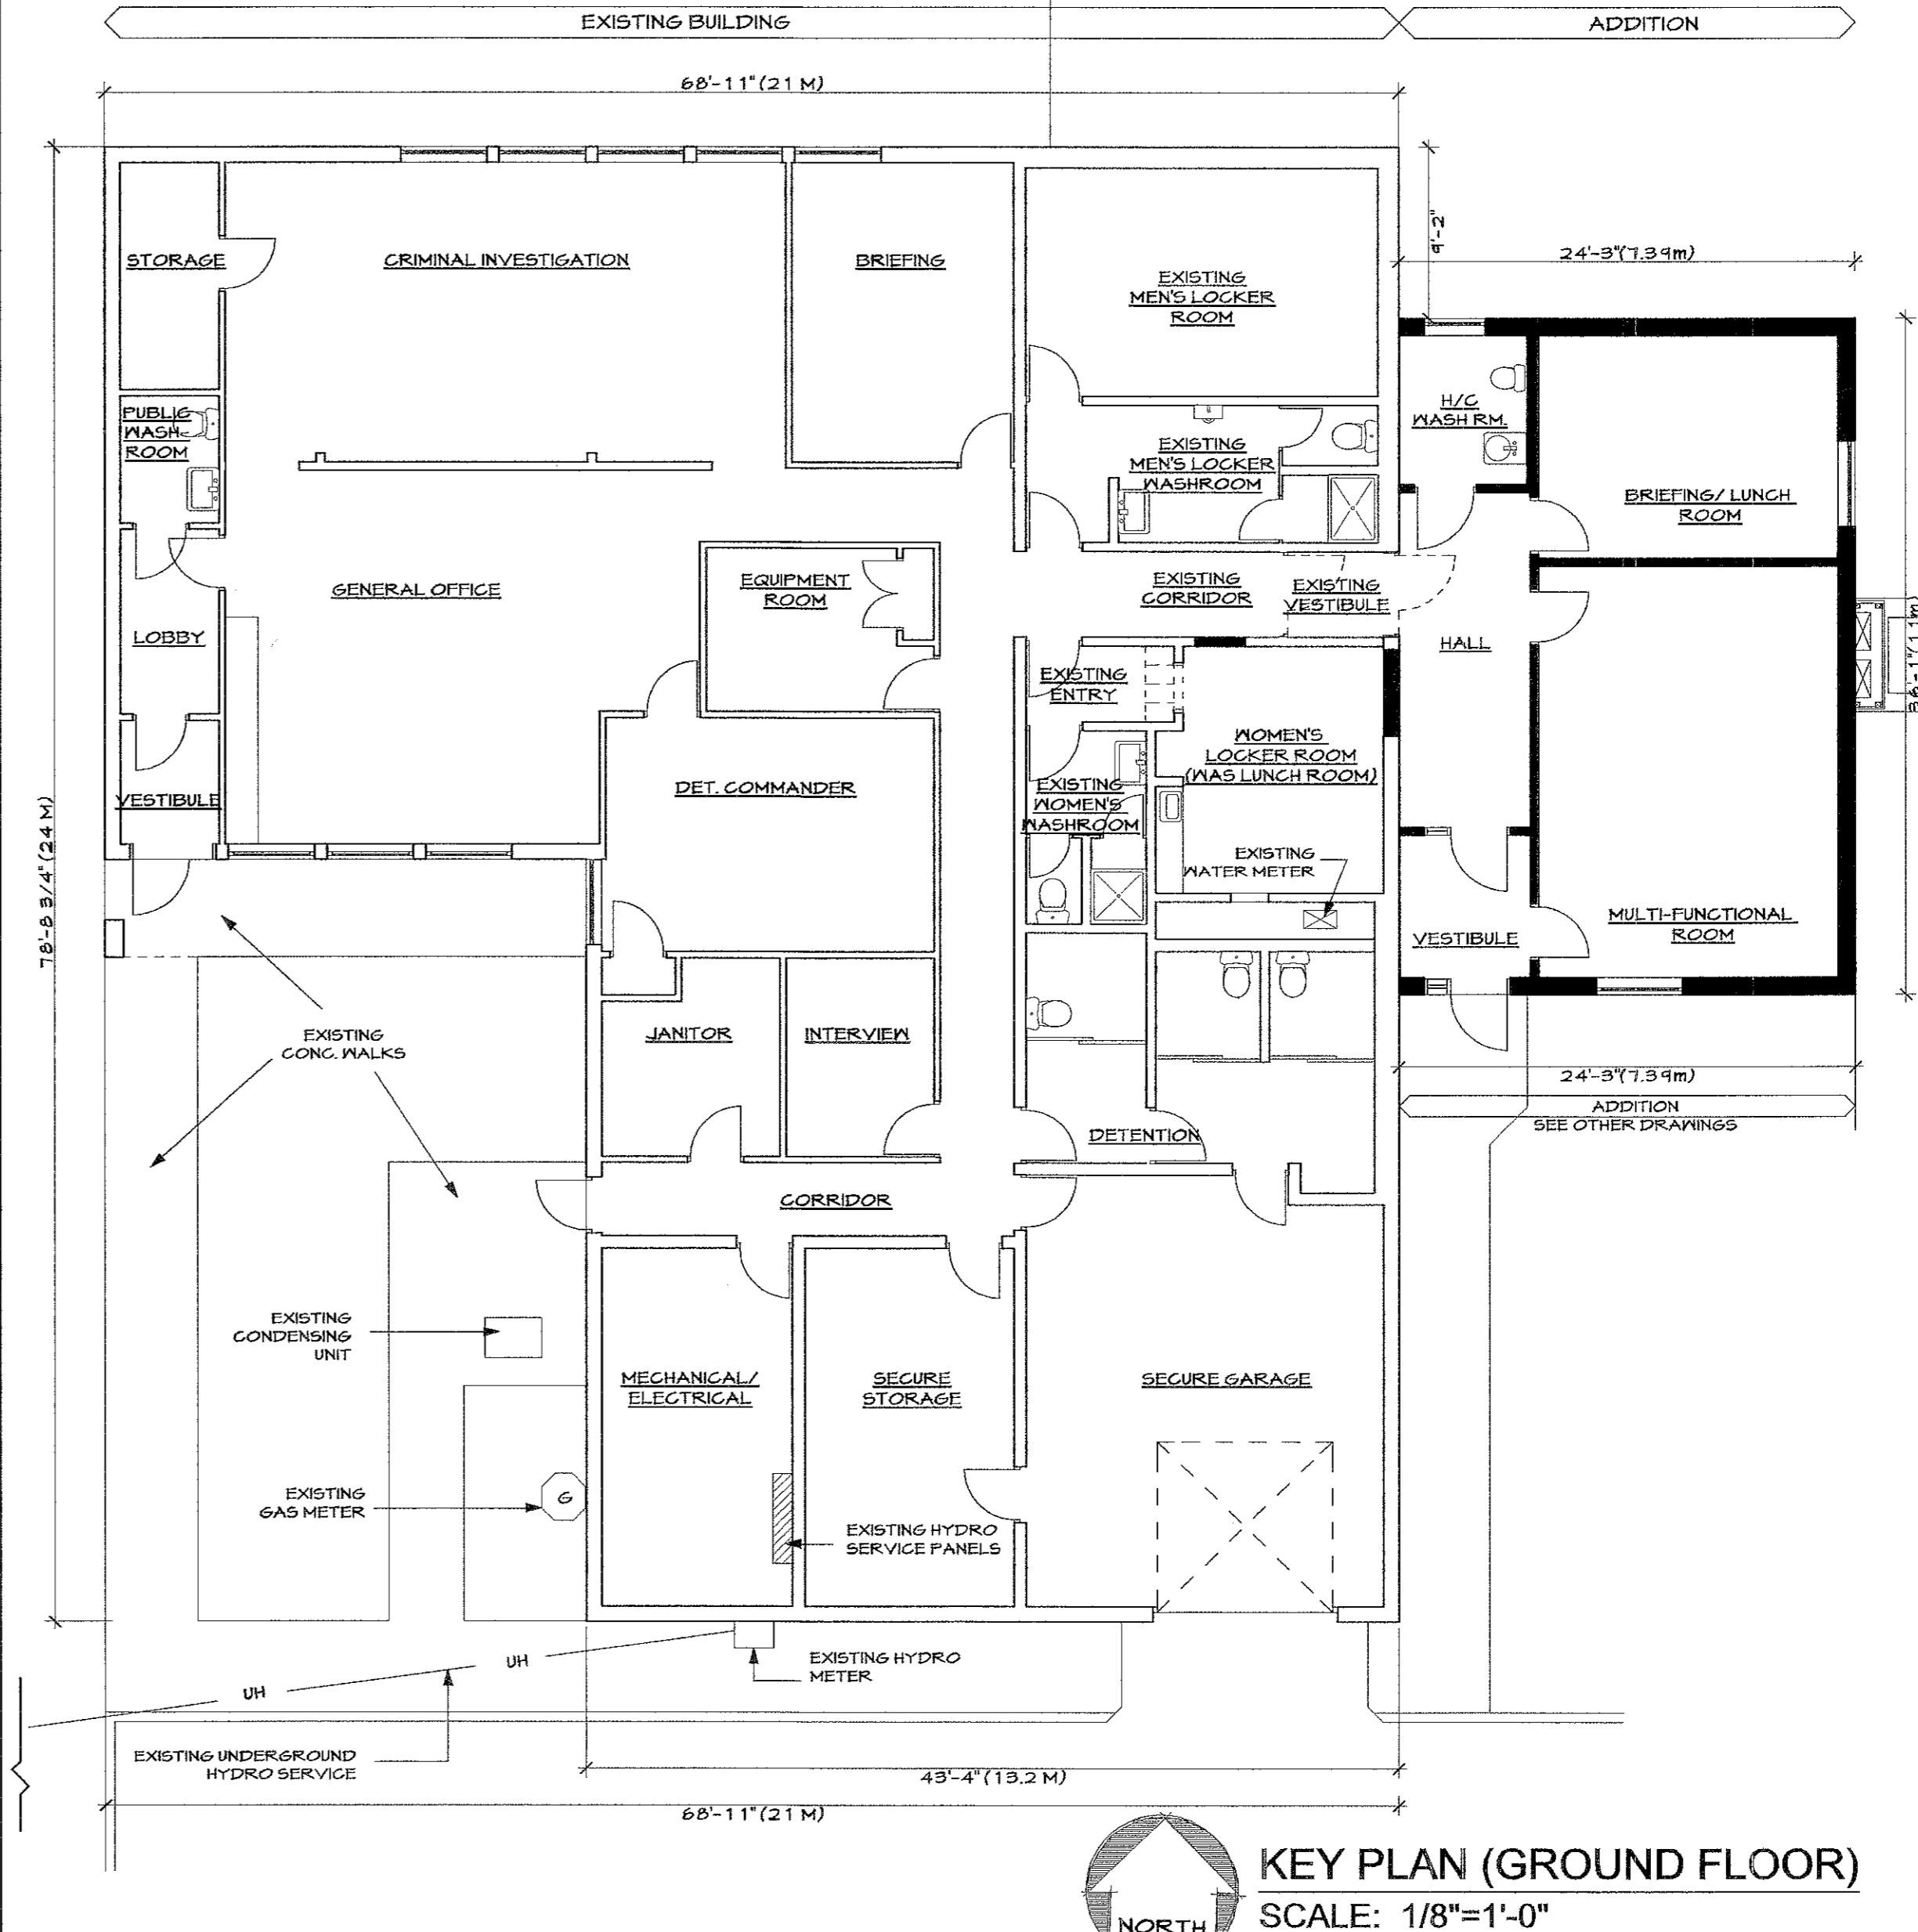 EXISTING BUILDING
ADDITION
68'-11"(21 M)
9'-2"
24'-3"(7.39m)
STORAGE
CRIMINAL INVESTIGATION
BRIEFING
EXISTING
MEN'S LOCKER
ROOM
PUBLIC
WASH-
ROOM
H/C
WASH RM.
EXISTING
MEN'S LOCKER
WASHROOM
BRIEFING/ LUNCH
ROOM
GENERAL OFFICE
EQUIPMENT
ROOM
EXISTING
CORRIDOR
EXISTING
VESTIBULE
LOBBY
HALL
36'-1"(11m)
EXISTING
ENTRY
WOMEN'S
LOCKER ROOM
(WAS LUNCH ROOM)
DET. COMMANDER
VESTIBULE
EXISTING
WOMEN'S
WASHROOM
78'-8 3/4"(24 M)
EXISTING
WATER METER
MULTI-FUNCTIONAL
ROOM
VESTIBULE
EXISTING
CONC. WALKS
JANITOR
INTERVIEW
24'-3"(7.39m)
ADDITION
SEE OTHER DRAWINGS
DETENTION
CORRIDOR
EXISTING
CONDENSING
UNIT
MECHANICAL/
ELECTRICAL
SECURE
STORAGE
SECURE GARAGE
EXISTING
GAS METER
G
EXISTING HYDRO
SERVICE PANELS
UH
UH
EXISTING HYDRO
METER
EXISTING UNDERGROUND
HYDRO SERVICE
43'-4"(13.2 M)
68'-11"(21 M)
NORTH
KEY PLAN (GROUND FLOOR)
SCALE: 1/8"=1'-0"